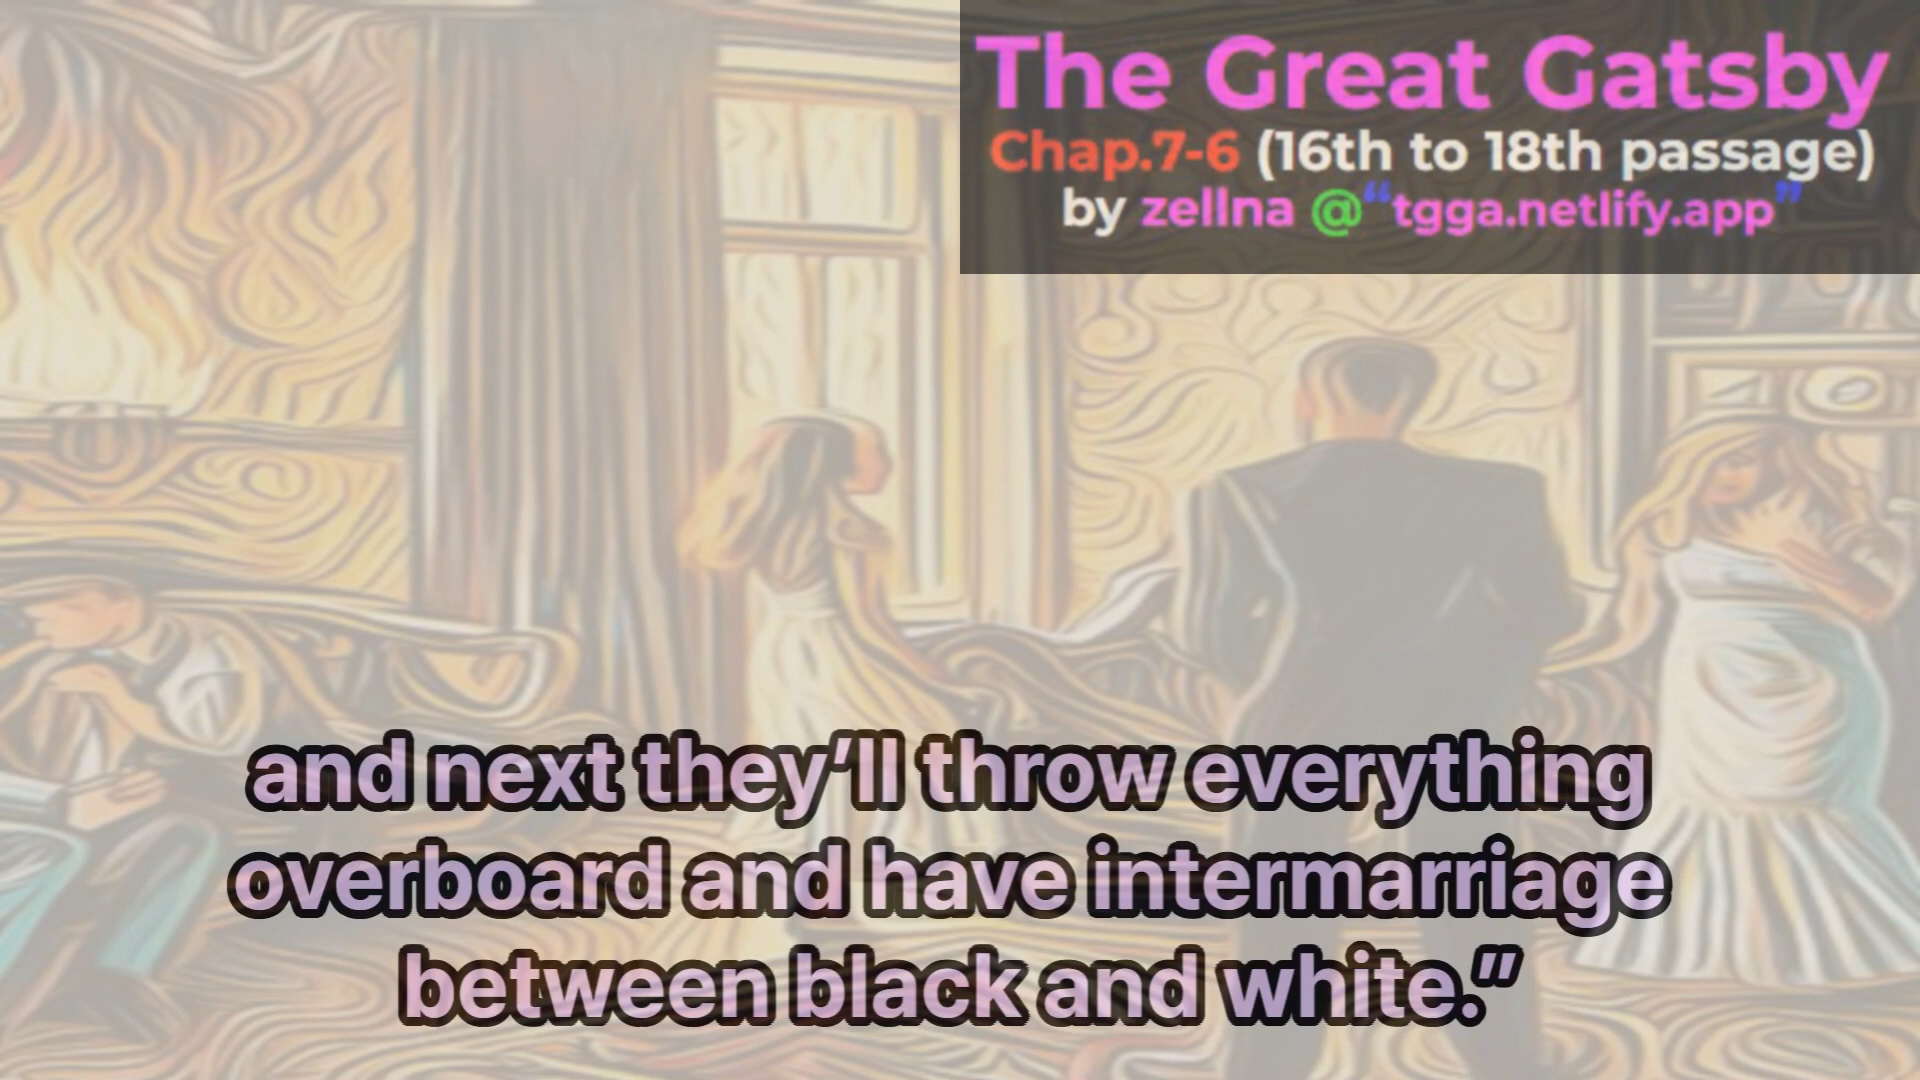 The Great Gatsby
Chap.7-6 (16th to 18th passage)
by zellna @“tgga.netlify.app”
and next they’ll throw everything
overboard and have intermarriage
between black and white.”